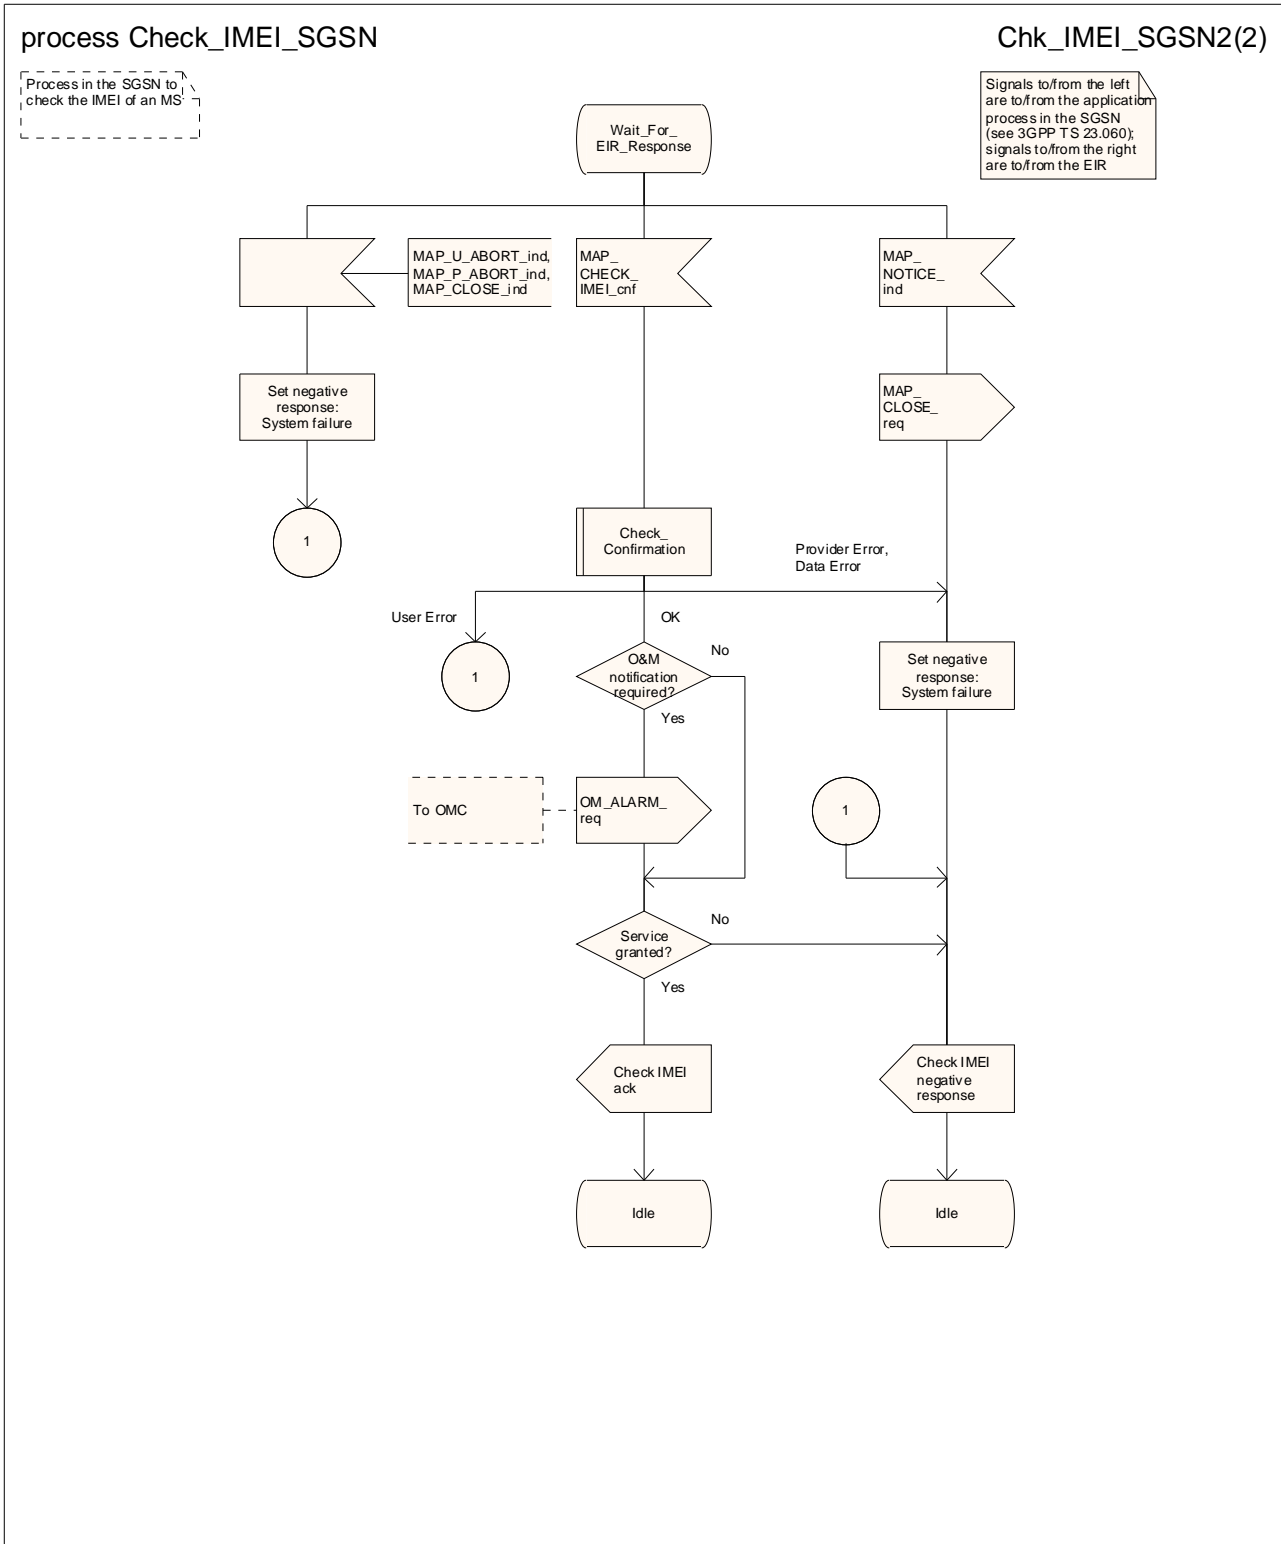 process Check_IMEI_SGSN
Chk_IMEI_SGSN2(2)
Process in the SGSN to
check the IMEI of an MS
Signals to/from the left
are to/from the application
process in the SGSN
(see 3GPP TS 23.060);
signals to/from the right
are to/from the EIR
Wait_For_
EIR_Response
MAP_U_ABORT_ind,
MAP_P_ABORT_ind,
MAP_CLOSE_ind
MAP_
CHECK_
IMEI_cnf
MAP_
NOTICE_
ind
Set negative
response:
System failure
MAP_
CLOSE_
req
1
Check_
Confirmation
Provider Error,
Data Error
User Error
OK
1
O&M
notification
required?
No
Yes
Set negative
response:
System failure
To OMC
OM_ALARM_
req
1
Service
granted?
No
Yes
Check IMEI
ack
Check IMEI
negative
response
Idle
Idle